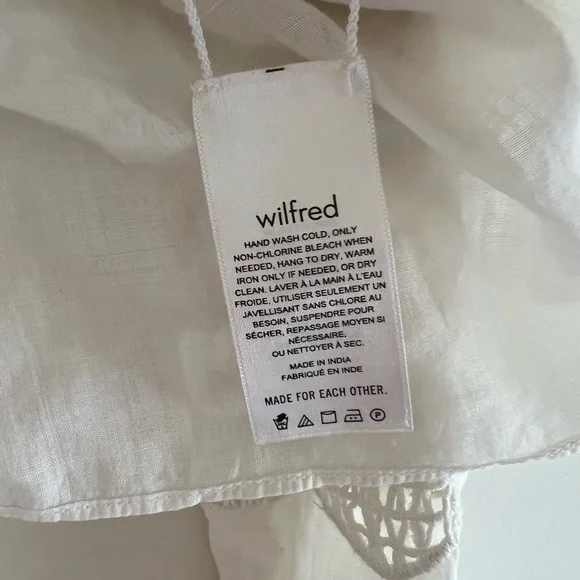 wilfred
HAND WASH COLD, ONLY
NON-CHLORINE BLEACH WHEN
NEEDED, HANG TO DRY, WARM
IRON ONLY IF NEEDED, OR DRY
CLEAN. LAVER À LA MAIN À L'EAU
FROIDE, UTILISER SEULEMENT UN
JAVELLISANT SANS CHLORE AU
BESOIN, SUSPENDRE POUR
SÉCHER, REPASSAGE MOYEN SI
NÉCESSAIRE,
OU NETTOYER À SEC.
MADE IN INDIA
FABRIQUÉ EN INDE
MADE FOR EACH OTHER.
P